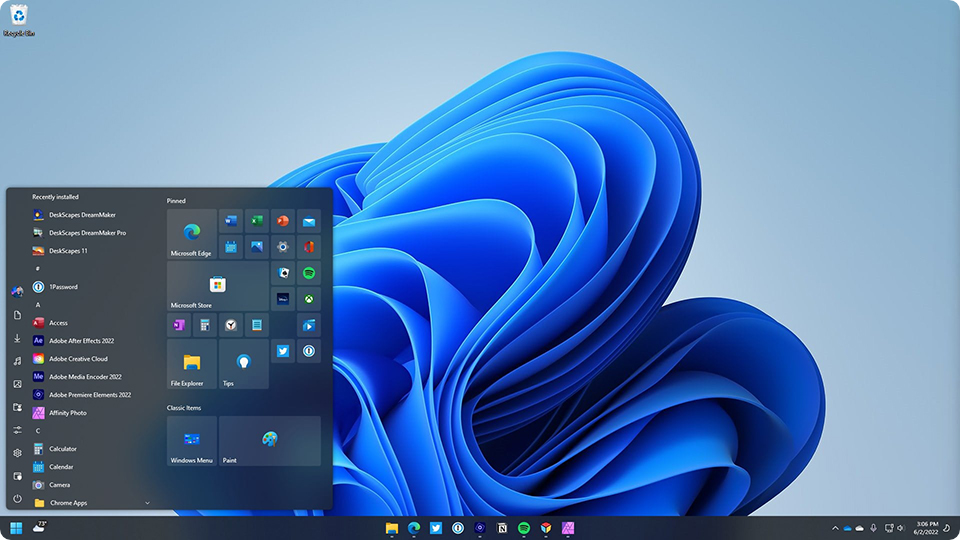 Recycle Bin
Recently installed
DeskScapes DreamMaker
DeskScapes DreamMaker Pro
DeskScapes 11
#
1Password
A
Access
Adobe After Effects 2022
Adobe Creative Cloud
Adobe Media Encoder 2022
Adobe Premiere Elements 2022
Affinity Photo
C
Calculator
Calendar
Camera
Chrome Apps
Pinned
Microsoft Edge
Microsoft Store
File Explorer
Tips
Classic Items
Windows Menu
Paint
73°
3:06 PM
6/2/2022